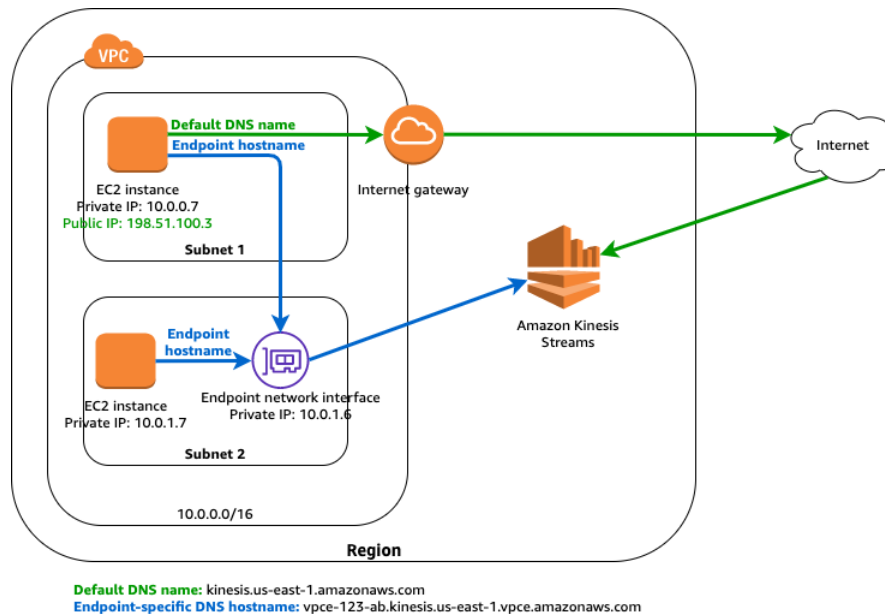 VPC
Default DNS name
Endpoint hostname
EC2 instance
Private IP: 10.0.0.7
Public IP: 198.51.100.3
Subnet 1
Internet gateway
Internet
Amazon Kinesis
Streams
Endpoint
hostname
EC2 instance
Private IP: 10.0.1.7
Endpoint network interface
Private IP: 10.0.1.6
Subnet 2
10.0.0.0/16
Region
Default DNS name: kinesis.us-east-1.amazonaws.com
Endpoint-specific DNS hostname: vpce-123-ab.kinesis.us-east-1.vpce.amazonaws.com